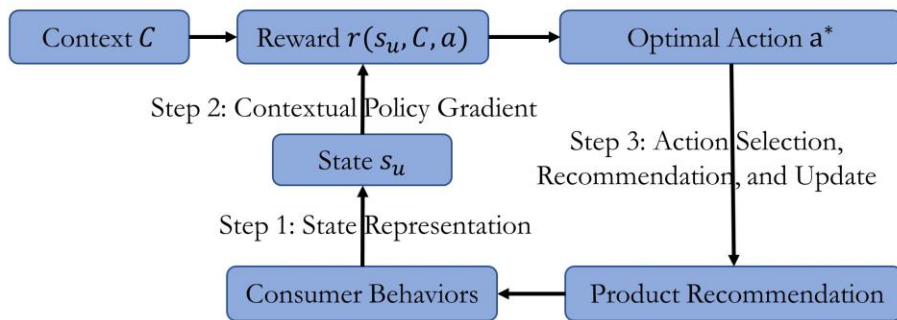 Context C
Reward r(s_u, C, a)
Optimal Action a*
Step 2: Contextual Policy Gradient
State s_u
Step 3: Action Selection,
Recommendation, and Update
Step 1: State Representation
Consumer Behaviors
Product Recommendation